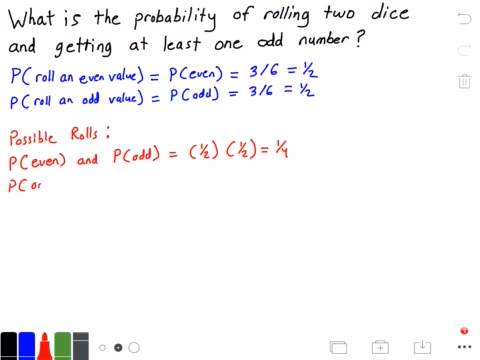 What is the probability of rolling two dice
and getting at least one odd number?
P(roll an even value) = P(even) = 3/6 = 1/2
P(roll an odd value) = P(odd) = 3/6 = 1/2
Possible Rolls:
P(even) and P(odd) = (1/2) (1/2) = 1/4
P(o